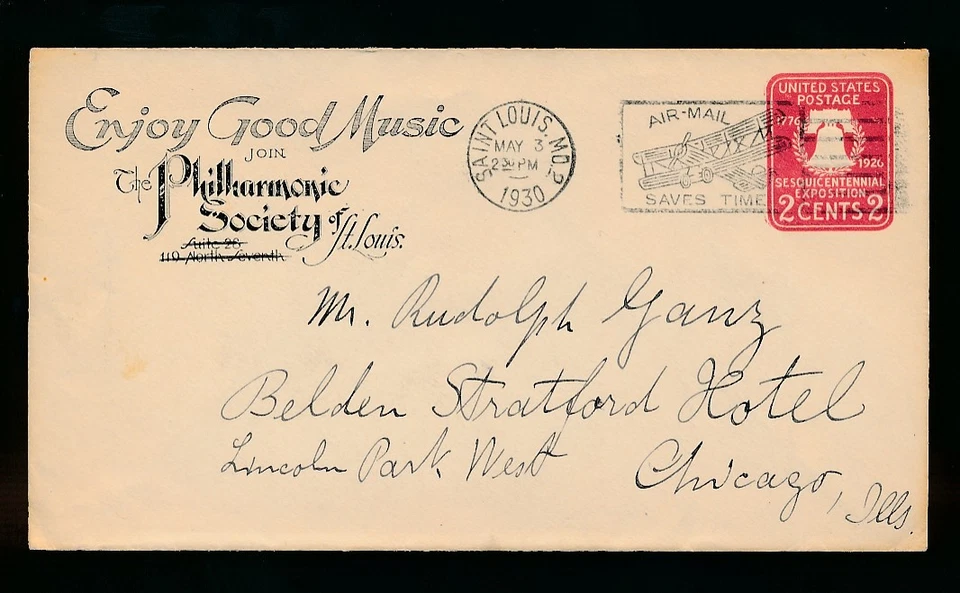 Enjoy Good Music
JOIN
The Philharmonic
Society of St. Louis.
Suite 26
119 North Seventh
SAINT LOUIS, MO. 2
MAY 3
2 30 PM
1930
AIR-MAIL
SAVES TIME
UNITED STATES
POSTAGE
1776
1926
SESQUICENTENNIAL
EXPOSITION
2 CENTS 2
Mr. Rudolph Ganz
Belden Stratford Hotel
Lincoln Park West
Chicago, Ills.